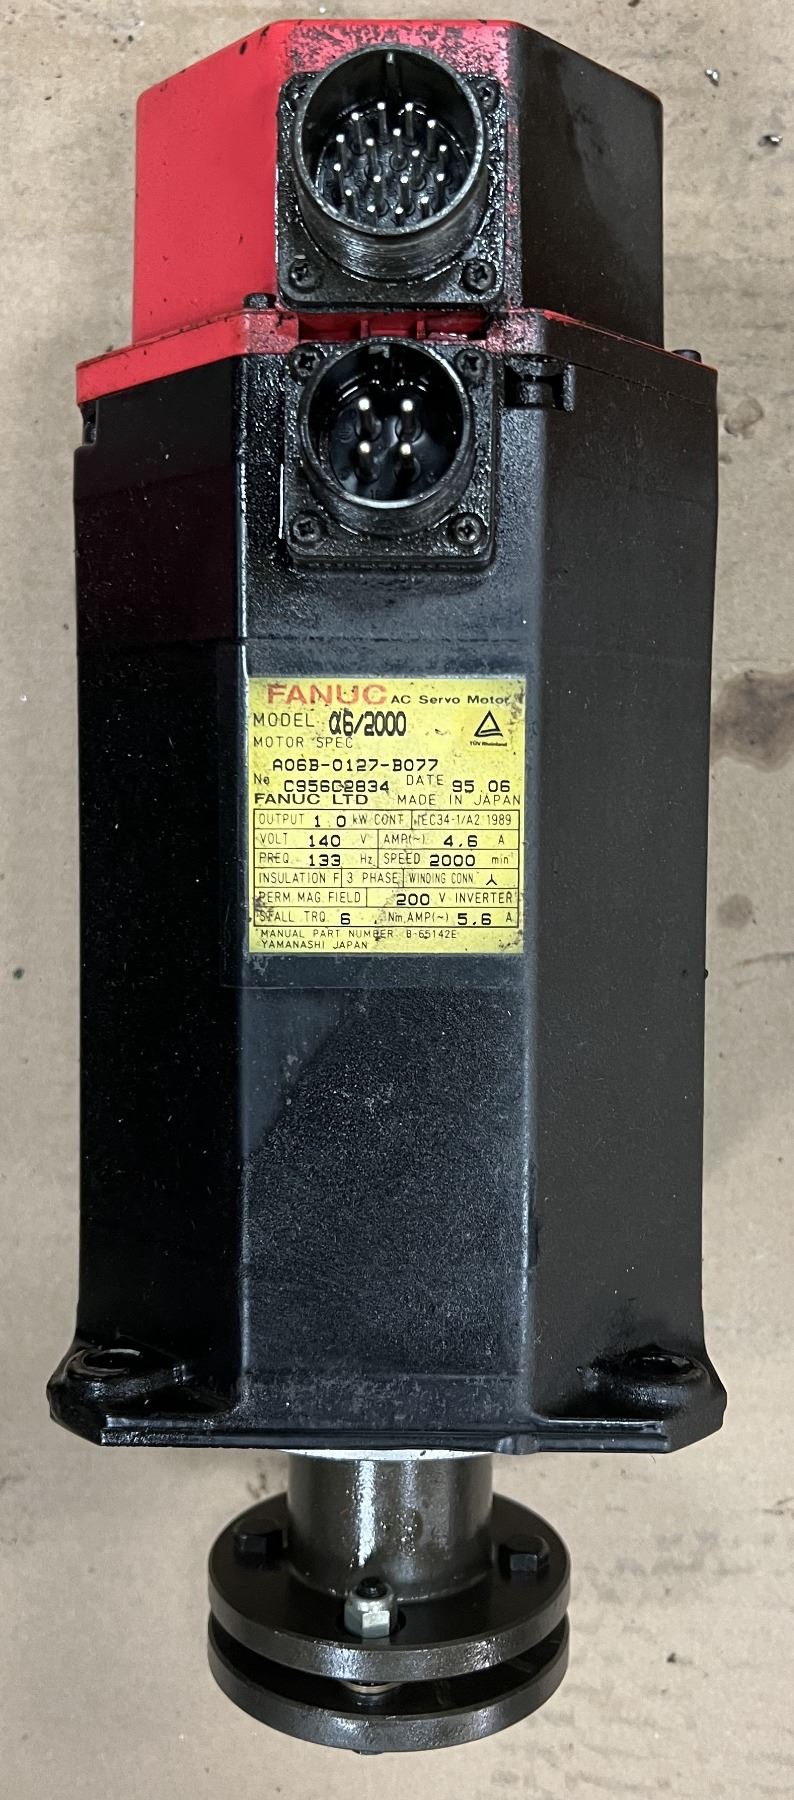 FANUC AC Servo Motor
MODEL α6/2000
TÜV Rheinland
MOTOR SPEC
A06B-0127-B077
No C956C2834 DATE 95.06
FANUC LTD MADE IN JAPAN
OUTPUT 1.0 kW CONT. IEC34-1/A2 1989
VOLT 140 V AMP(~) 4.6 A
FREQ. 133 Hz SPEED 2000 min⁻¹
INSULATION F 3 PHASE WINDING CONN. Y
PERM. MAG. FIELD 200 V INVERTER
STALL TRQ. 6 Nm, AMP(~) 5.6 A
MANUAL PART NUMBER B-65142E
YAMANASHI JAPAN